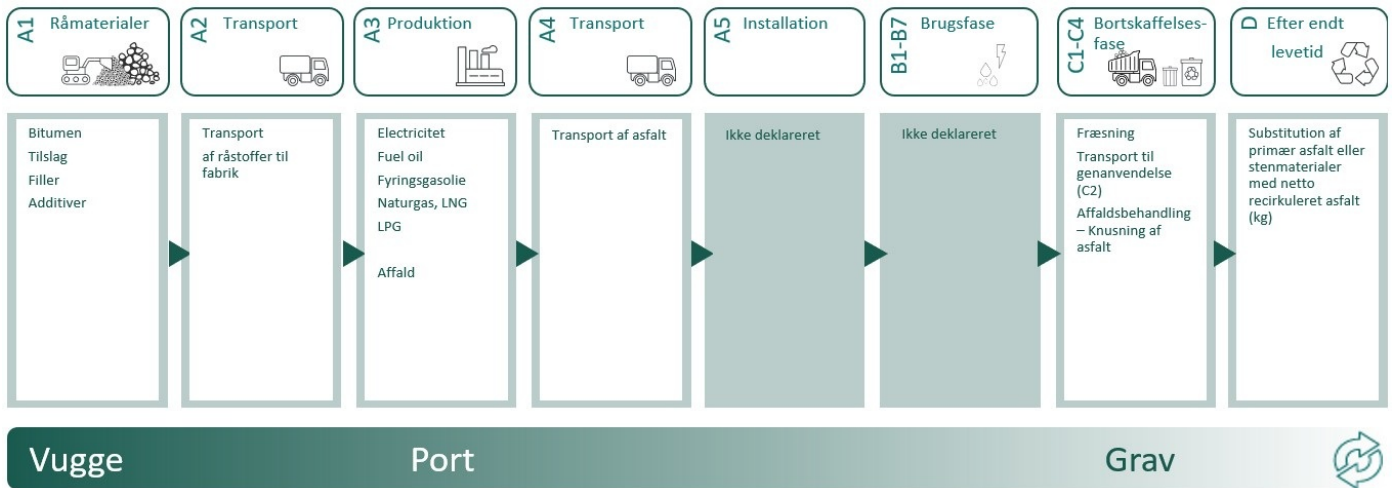 A1 Råmaterialer
A2 Transport
A3 Produktion
A4 Transport
A5 Installation
B1-B7 Brugsfase
C1-C4 Bortskaffelses-
fase
D Efter endt
levetid
Bitumen
Tilslag
Filler
Additiver
Transport
af råstoffer til
fabrik
Electricitet
Fuel oil
Fyringsgasolie
Naturgas, LNG
LPG
Affald
Transport af asfalt
Ikke deklareret
Ikke deklareret
Fræsning
Transport til
genanvendelse
(C2)
Affaldsbehandling
– Knusning af
asfalt
Substitution af
primær asfalt eller
stenmaterialer
med netto
recirkuleret asfalt
(kg)
Vugge
Port
Grav